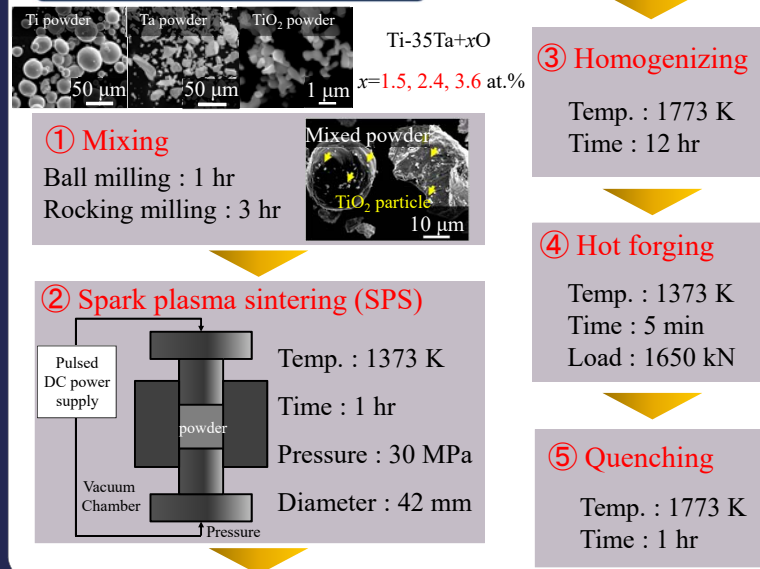 Ti powder
Ta powder
TiO₂ powder
50 μm
50 μm
1 μm
Ti-35Ta+xO
x=1.5, 2.4, 3.6 at.%
① Mixing
Ball milling : 1 hr
Rocking milling : 3 hr
Mixed powder
TiO₂ particle
10 μm
② Spark plasma sintering (SPS)
Pulsed
DC power
supply
powder
Vacuum
Chamber
Pressure
Temp. : 1373 K
Time : 1 hr
Pressure : 30 MPa
Diameter : 42 mm
③ Homogenizing
Temp. : 1773 K
Time : 12 hr
④ Hot forging
Temp. : 1373 K
Time : 5 min
Load : 1650 kN
⑤ Quenching
Temp. : 1773 K
Time : 1 hr